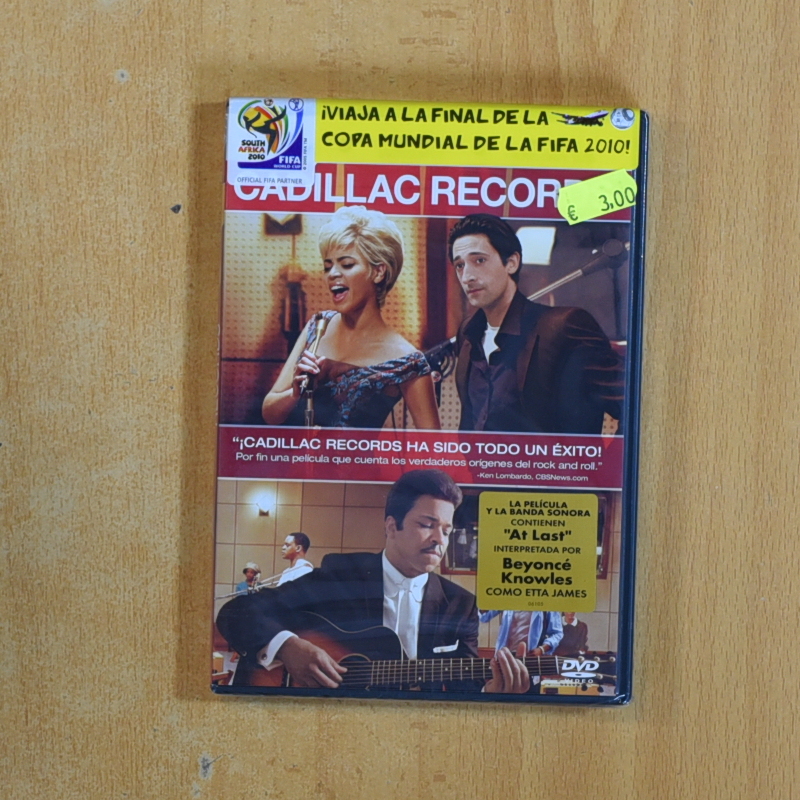 ¡VIAJA A LA FINAL DE LA
COPA MUNDIAL DE LA FIFA 2010!
SOUTH
AFRICA
2010
FIFA
WORLD CUP
OFFICIAL FIFA PARTNER
CADILLAC RECOR
€ 3,00
“¡CADILLAC RECORDS HA SIDO TODO UN ÉXITO!
Por fin una película que cuenta los verdaderos orígenes del rock and roll.”
-Ken Lombardo, CBSNews.com
LA PELÍCULA
Y LA BANDA SONORA
CONTIENEN
"At Last"
INTERPRETADA POR
Beyoncé
Knowles
COMO ETTA JAMES
DVD
VIDEO